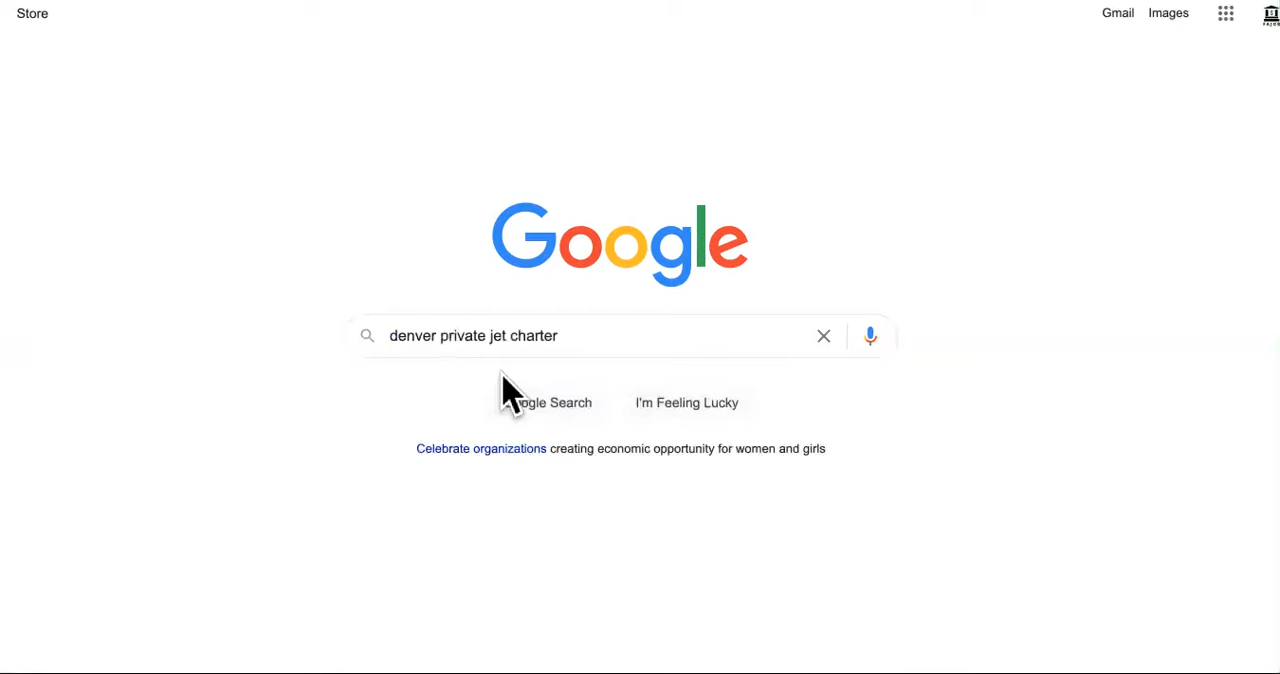 Store
Gmail Images
Google
denver private jet charter
Search I'm Feeling Lucky
Celebrate organizations creating economic opportunity for women and girls